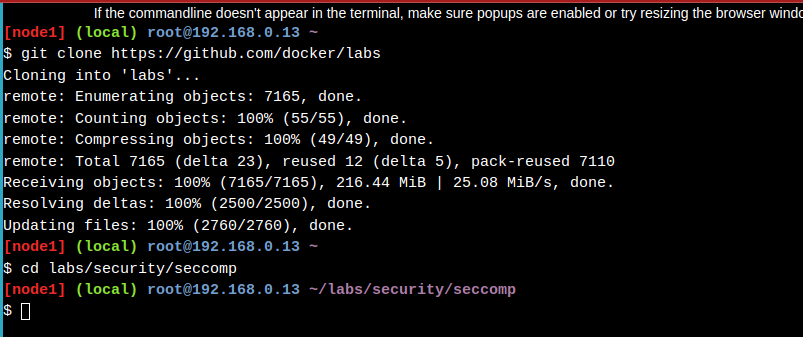 If the commandline doesn't appear in the terminal, make sure popups are enabled or try resizing the browser windo
[node1] (local) root@192.168.0.13 ~
$ git clone https://github.com/docker/labs
Cloning into 'labs'...
remote: Enumerating objects: 7165, done.
remote: Counting objects: 100% (55/55), done.
remote: Compressing objects: 100% (49/49), done.
remote: Total 7165 (delta 23), reused 12 (delta 5), pack-reused 7110
Receiving objects: 100% (7165/7165), 216.44 MiB | 25.08 MiB/s, done.
Resolving deltas: 100% (2500/2500), done.
Updating files: 100% (2760/2760), done.
[node1] (local) root@192.168.0.13 ~
$ cd labs/security/seccomp
[node1] (local) root@192.168.0.13 ~/labs/security/seccomp
$